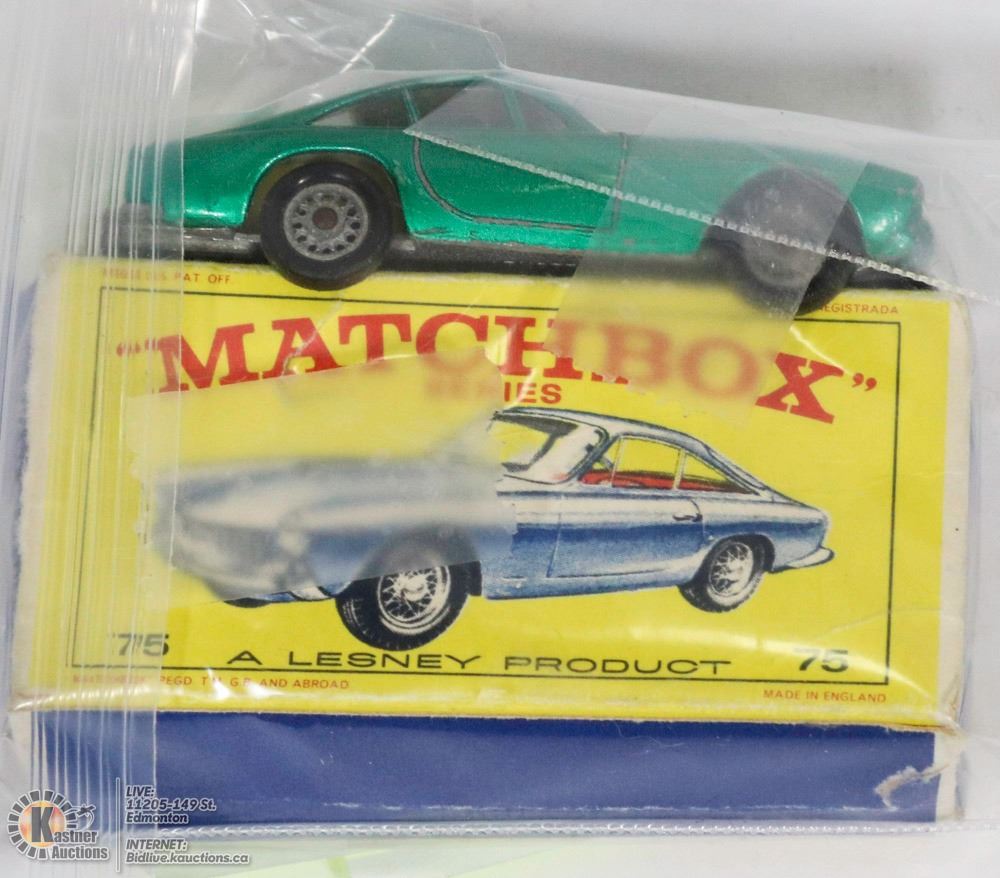 PAT. OFF.
REGISTRADA
"MATCHBOX"
SERIES
75
A LESNEY PRODUCT
75
REGD. T.M. G.B. AND ABROAD
MADE IN ENGLAND
Kastner
Auctions
LIVE:
11205-149 St.
Edmonton
INTERNET:
Bidlive.kauctions.ca